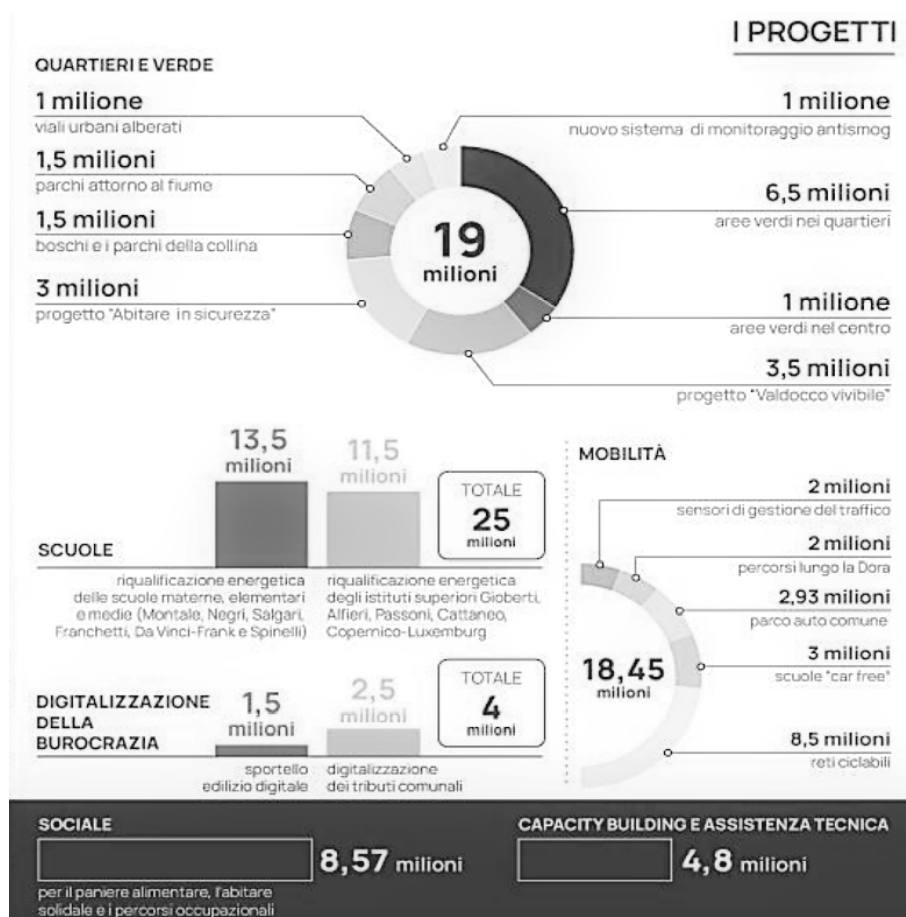 I PROGETTI
QUARTIERI E VERDE
1 milione
viali urbani alberati
1,5 milioni
parchi attorno al fiume
1,5 milioni
boschi e i parchi della collina
3 milioni
progetto "Abitare in sicurezza"
19
milioni
1 milione
nuovo sistema di monitoraggio antismog
6,5 milioni
aree verdi nei quartieri
1 milione
aree verdi nel centro
3,5 milioni
progetto "Valdocco vivibile"
SCUOLE
13,5
milioni
riqualificazione energetica
delle scuole materne, elementari
e medie (Montale, Negri, Salgari,
Franchetti, Da Vinci-Frank e Spinelli)
11,5
milioni
riqualificazione energetica
degli istituti superiori Gioberti,
Alfieri, Passoni, Cattaneo,
Copernico-Luxemburg
TOTALE
25
milioni
DIGITALIZZAZIONE
DELLA
BUROCRAZIA
1,5
milioni
sportello
edilizio digitale
2,5
milioni
digitalizzazione
dei tributi comunali
TOTALE
4
milioni
MOBILITÀ
18,45
milioni
2 milioni
sensori di gestione del traffico
2 milioni
percorsi lungo la Dora
2,93 milioni
parco auto comune
3 milioni
scuole "car free"
8,5 milioni
reti ciclabili
SOCIALE
8,57 milioni
per il paniere alimentare, l'abitare
solidale e i percorsi occupazionali
CAPACITY BUILDING E ASSISTENZA TECNICA
4,8 milioni